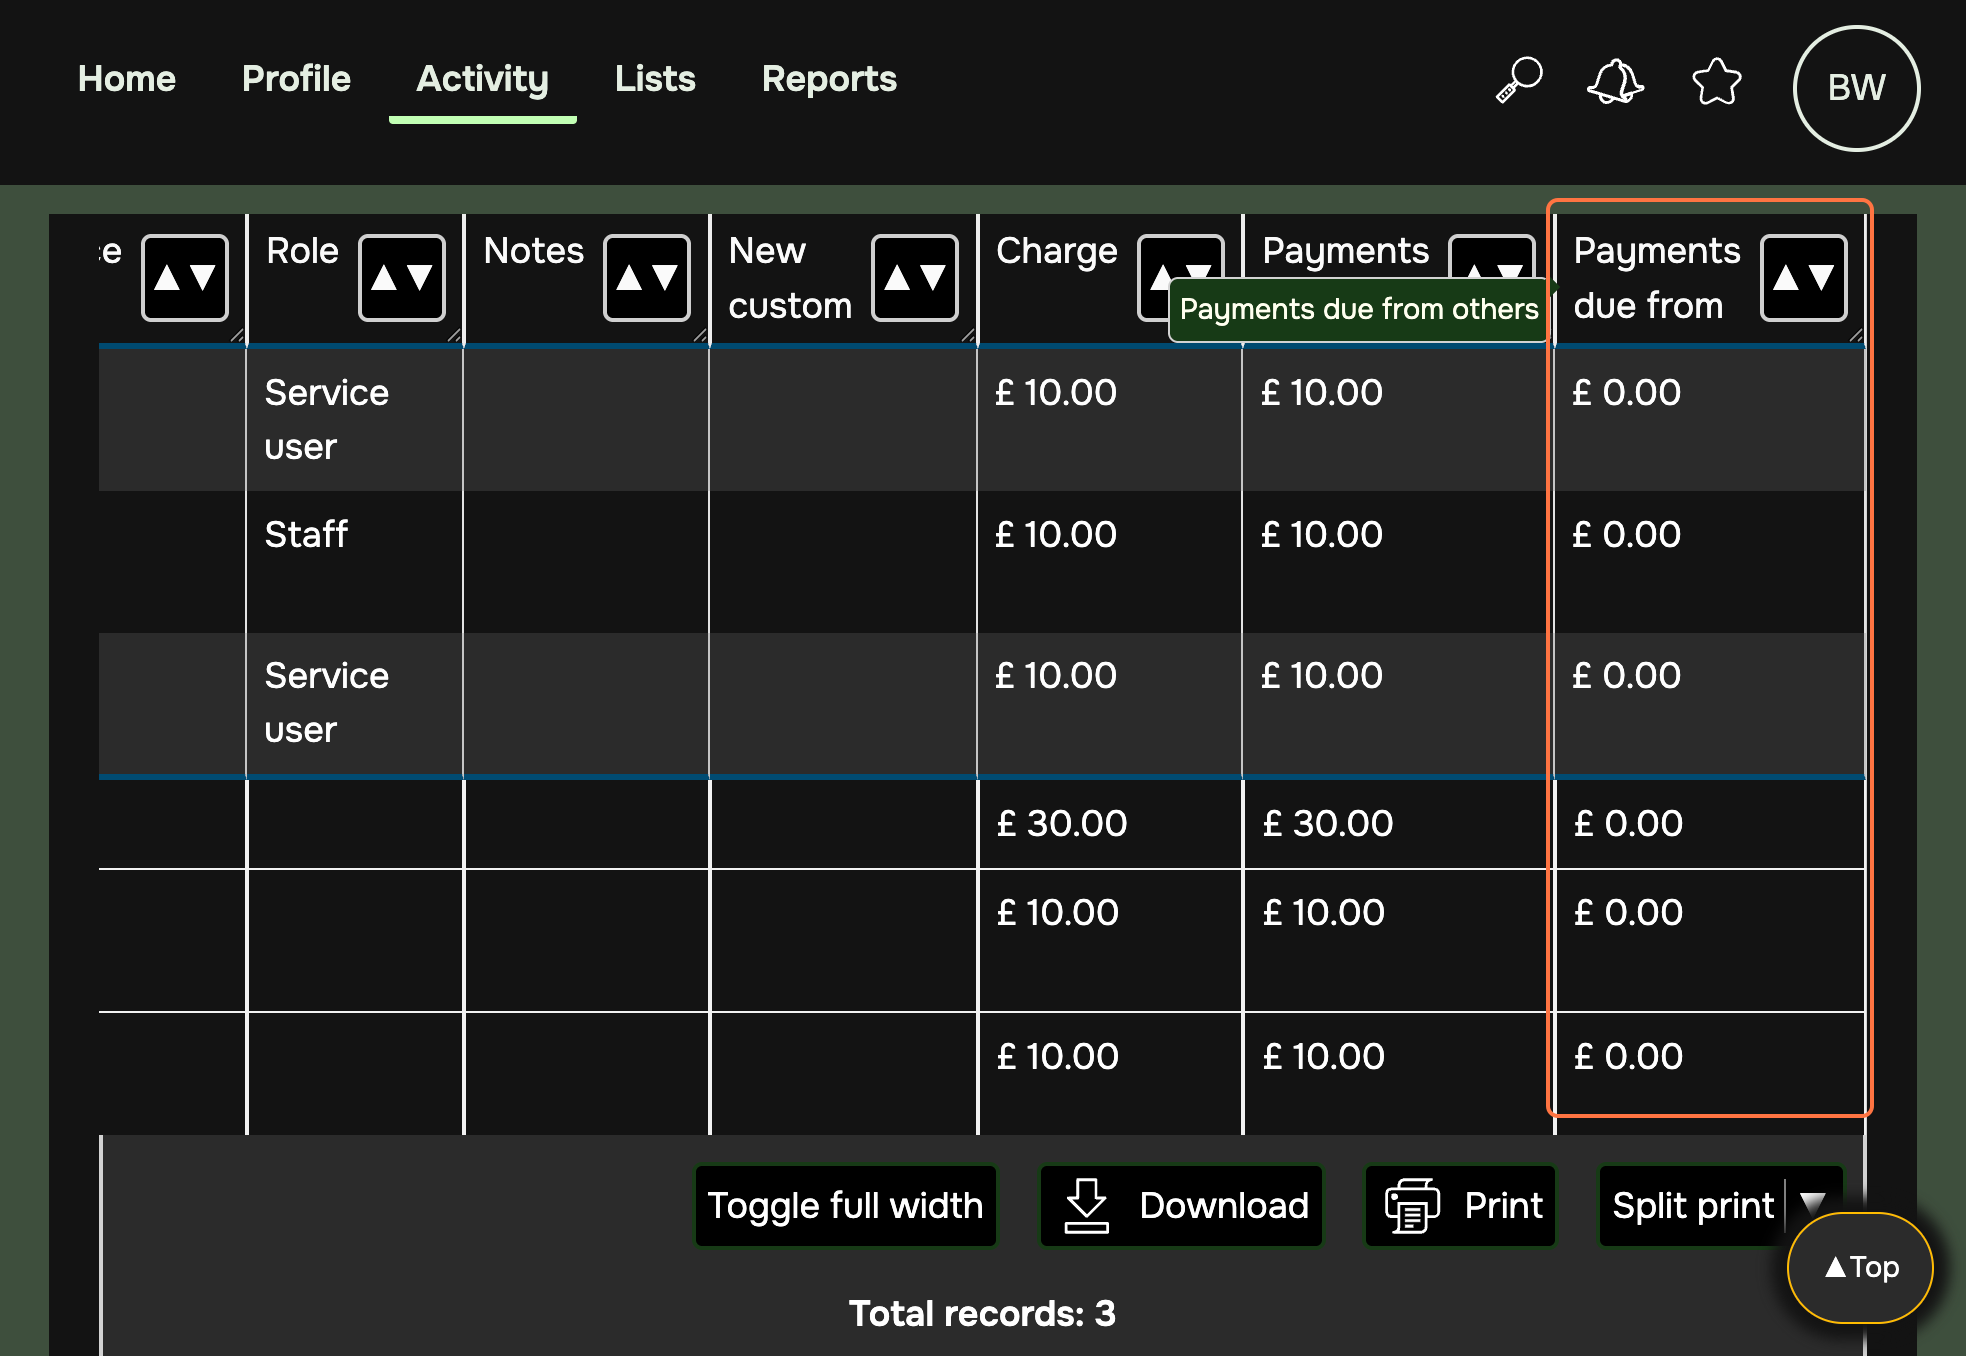 Home Profile Activity Lists Reports BW
e Role Notes New custom Charge Payments Payments due from
Payments due from others
Service user £ 10.00 £ 10.00 £ 0.00
Staff £ 10.00 £ 10.00 £ 0.00
Service user £ 10.00 £ 10.00 £ 0.00
£ 30.00 £ 30.00 £ 0.00
£ 10.00 £ 10.00 £ 0.00
£ 10.00 £ 10.00 £ 0.00
Toggle full width Download Print Split print
▲Top
Total records: 3